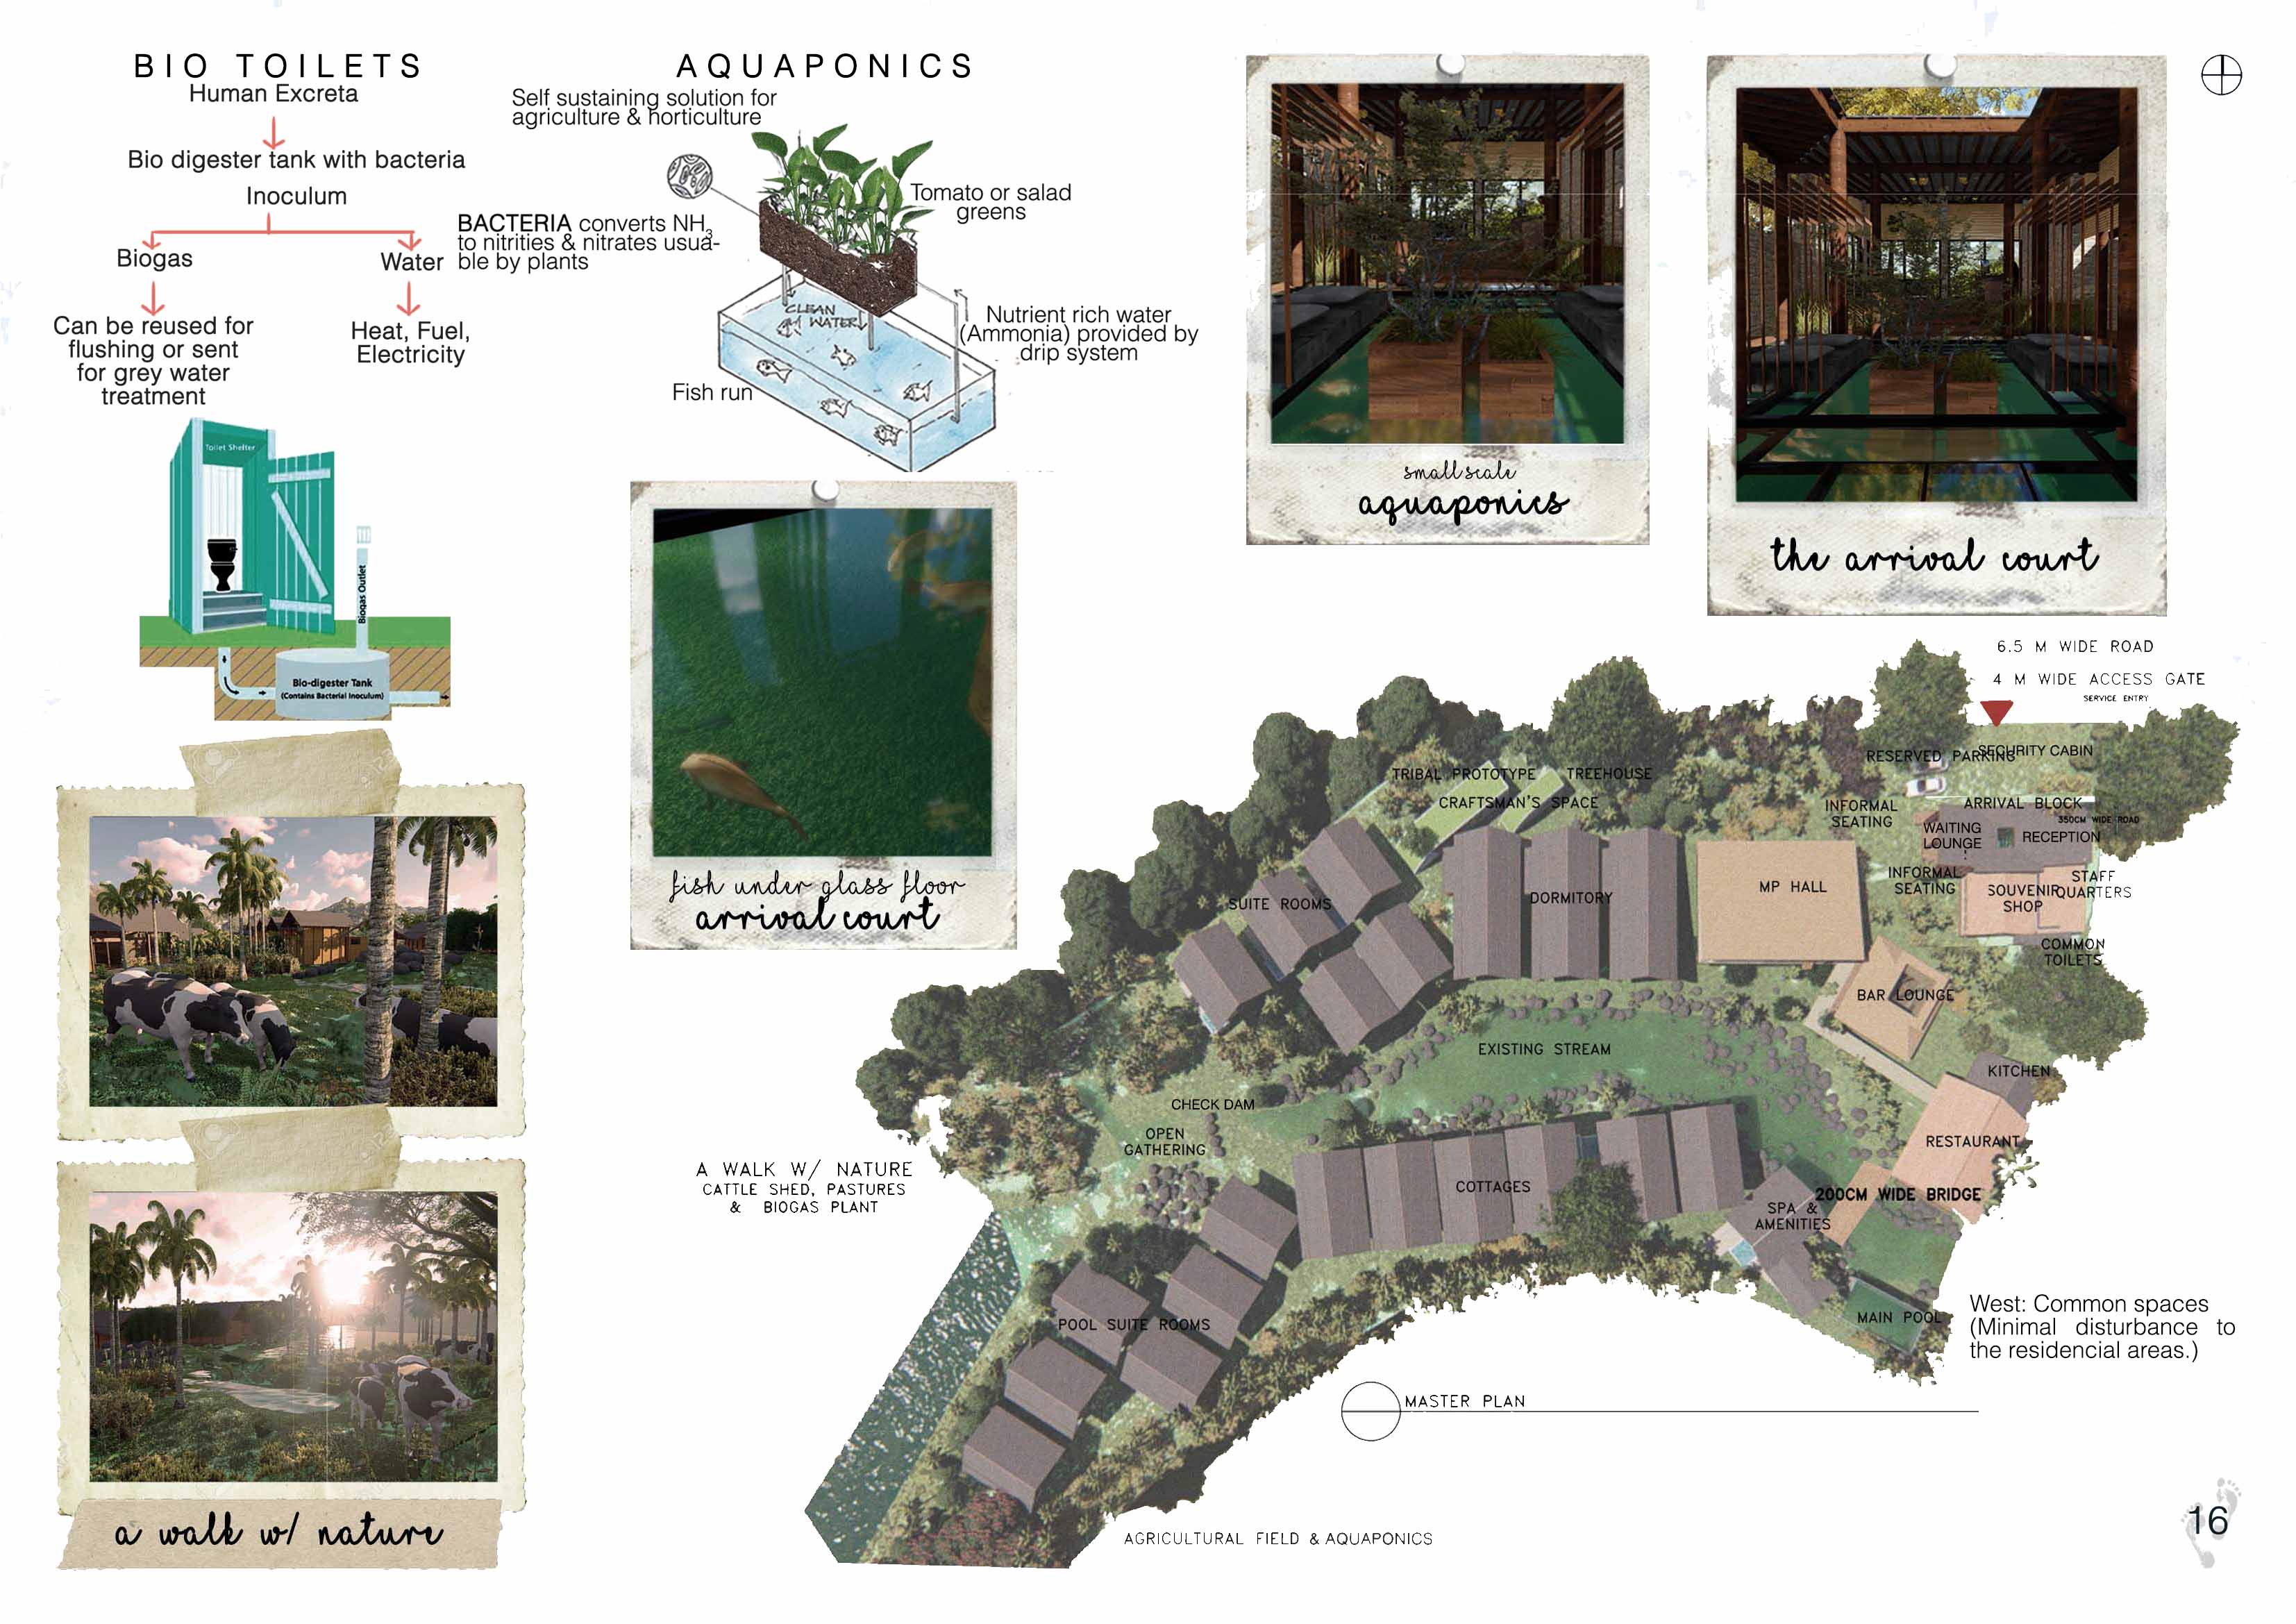 BIO TOILETS
Human Excreta
Bio digester tank with bacteria
Inoculum
Biogas
Water
Can be reused for
flushing or sent
for grey water
treatment
Heat, Fuel,
Electricity
Toilet Shelter
Biogas Outlet
Bio-digester Tank
(Contains Bacterial Inoculum)
AQUAPONICS
Self sustaining solution for
agriculture & horticulture
BACTERIA converts NH3
to nitrities & nitrates usua-
ble by plants
Tomato or salad
greens
CLEAN
WATER
Nutrient rich water
(Ammonia) provided by
drip system
Fish run
fish under glass floor
arrival court
small scale
aquaponics
the arrival court
a walk w/ nature
6.5 M WIDE ROAD
4 M WIDE ACCESS GATE
SERVICE ENTRY
RESERVED PARKING
SECURITY CABIN
TRIBAL PROTOTYPE
TREEHOUSE
CRAFTSMAN'S SPACE
INFORMAL
SEATING
ARRIVAL BLOCK
350CM WIDE ROAD
WAITING
LOUNGE
RECEPTION
INFORMAL
SEATING
SOUVENIR
SHOP
STAFF
QUARTERS
COMMON
TOILETS
MP HALL
DORMITORY
SUITE ROOMS
BAR LOUNGE
EXISTING STREAM
KITCHEN
CHECK DAM
OPEN
GATHERING
RESTAURANT
A WALK W/ NATURE
CATTLE SHED, PASTURES
& BIOGAS PLANT
COTTAGES
200CM WIDE BRIDGE
SPA &
AMENITIES
POOL SUITE ROOMS
MAIN POOL
West: Common spaces
(Minimal disturbance to
the residencial areas.)
MASTER PLAN
AGRICULTURAL FIELD & AQUAPONICS
16